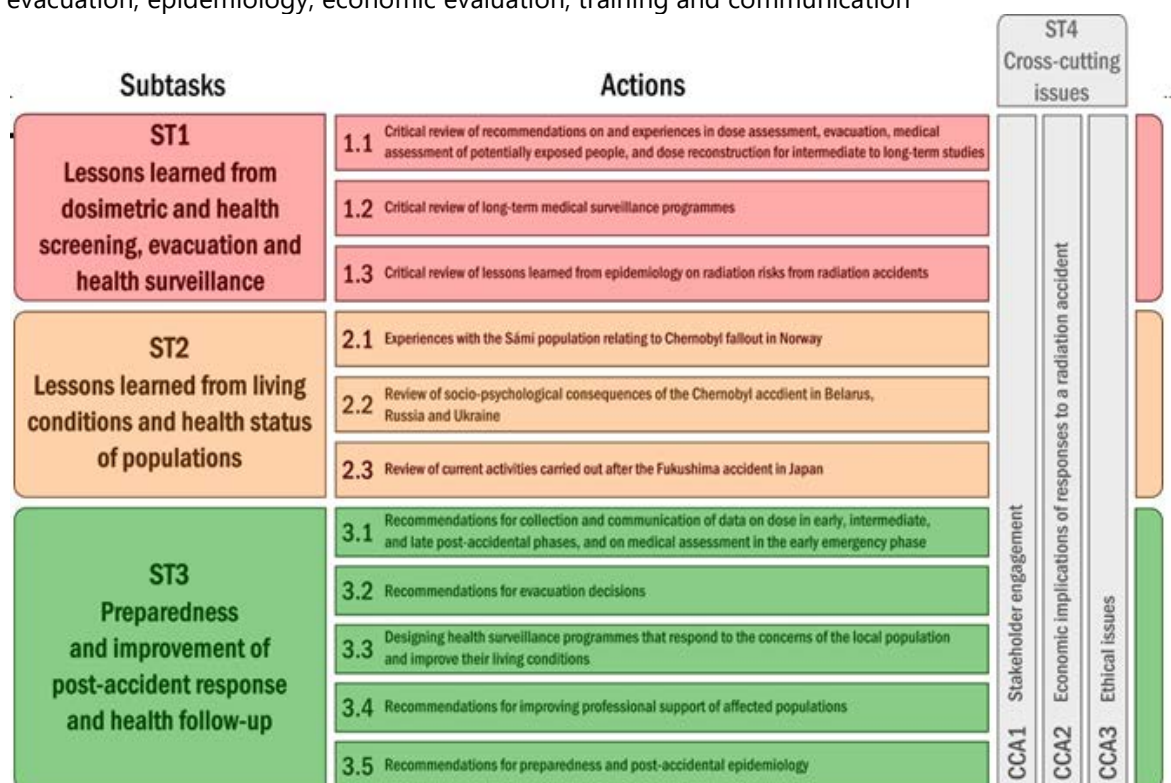 evacuation, epidemiology, economic evaluation, training and communication
ST4
Cross-cutting
issues
Subtasks
Actions
ST1
Lessons learned from
dosimetric and health
screening, evacuation and
health surveillance
1.1 Critical review of recommendations on and experiences in dose assessment, evacuation, medical
assessment of potentially exposed people, and dose reconstruction for intermediate to long-term studies
1.2 Critical review of long-term medical surveillance programmes
1.3 Critical review of lessons learned from epidemiology on radiation risks from radiation accidents
ST2
Lessons learned from living
conditions and health status
of populations
2.1 Experiences with the Sámi population relating to Chernobyl fallout in Norway
2.2 Review of socio-psychological consequences of the Chernobyl accdient in Belarus,
Russia and Ukraine
2.3 Review of current activities carried out after the Fukushima accident in Japan
ST3
Preparedness
and improvement of
post-accident response
and health follow-up
3.1 Recommendations for collection and communication of data on dose in early, intermediate,
and late post-accidental phases, and on medical assessment in the early emergency phase
3.2 Recommendations for evacuation decisions
3.3 Designing health surveillance programmes that respond to the concerns of the local population
and improve their living conditions
3.4 Recommendations for improving professional support of affected populations
3.5 Recommendations for preparedness and post-accidental epidemiology
CCA1 Stakeholder engagement
CCA2 Economic implications of responses to a radiation accident
CCA3 Ethical issues